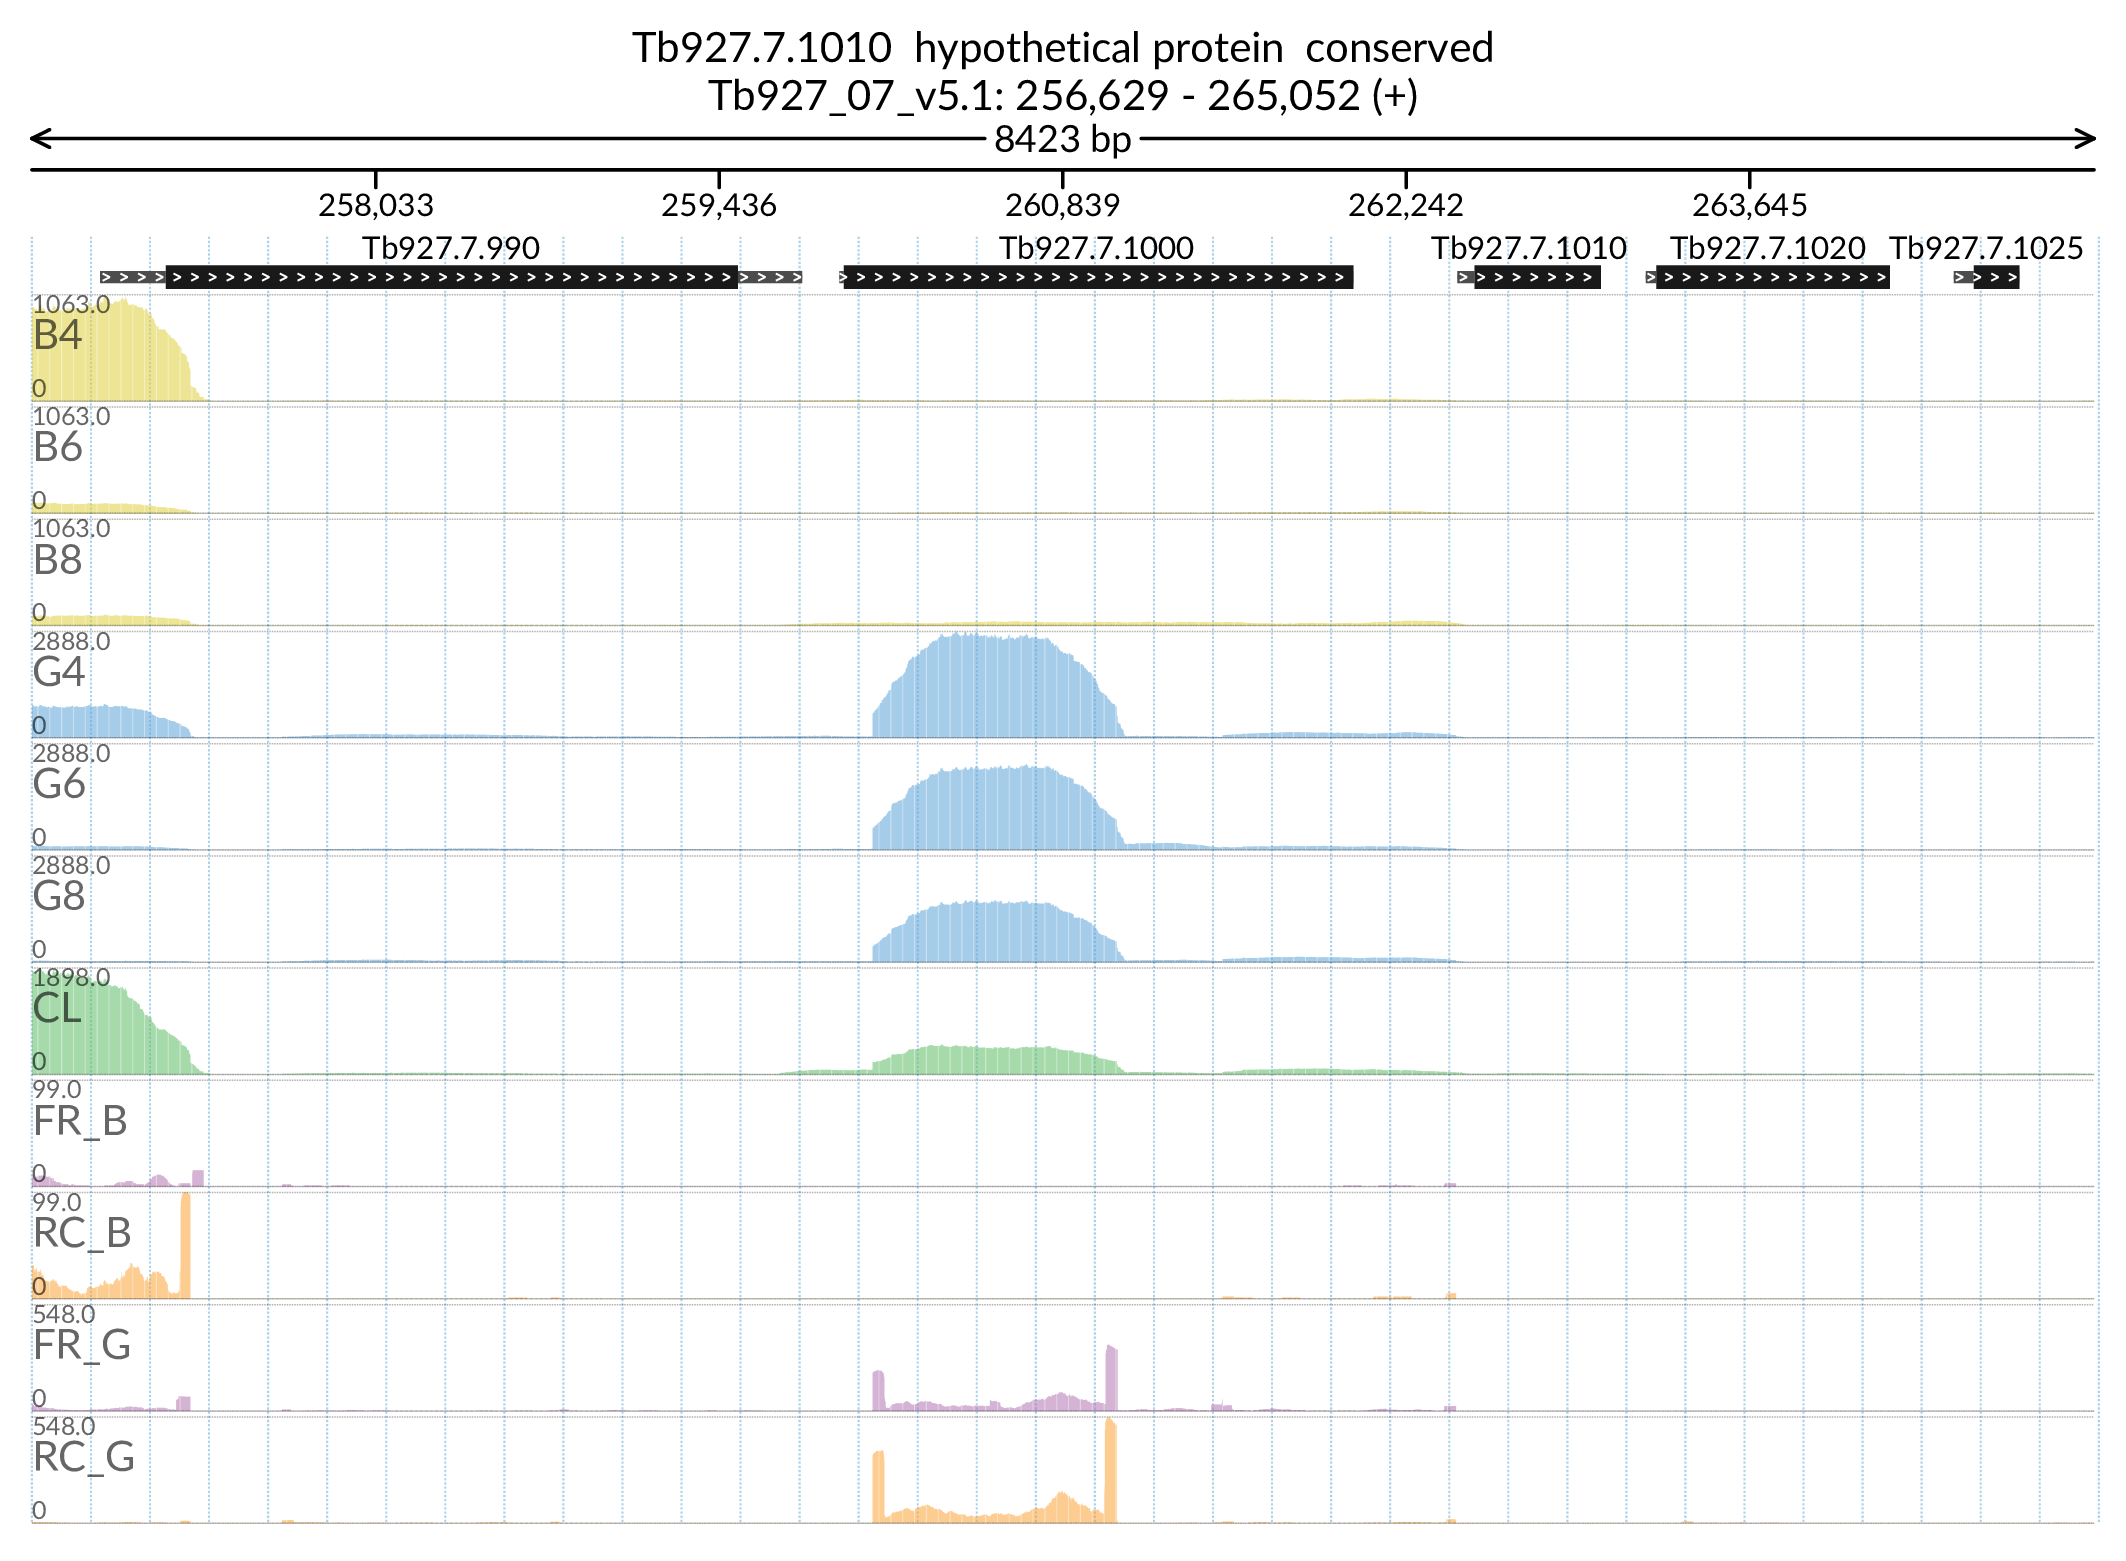 Tb927.7.1010 hypothetical protein conserved
Tb927_07_v5.1: 256,629 - 265,052 (+)
8423 bp
258,033 259,436 260,839 262,242 263,645
Tb927.7.990 Tb927.7.1000 Tb927.7.1010 Tb927.7.1020 Tb927.7.1025
1063.0
B4
0
1063.0
B6
0
1063.0
B8
0
2888.0
G4
0
2888.0
G6
0
2888.0
G8
0
1898.0
CL
0
99.0
FR_B
0
99.0
RC_B
0
548.0
FR_G
0
548.0
RC_G
0